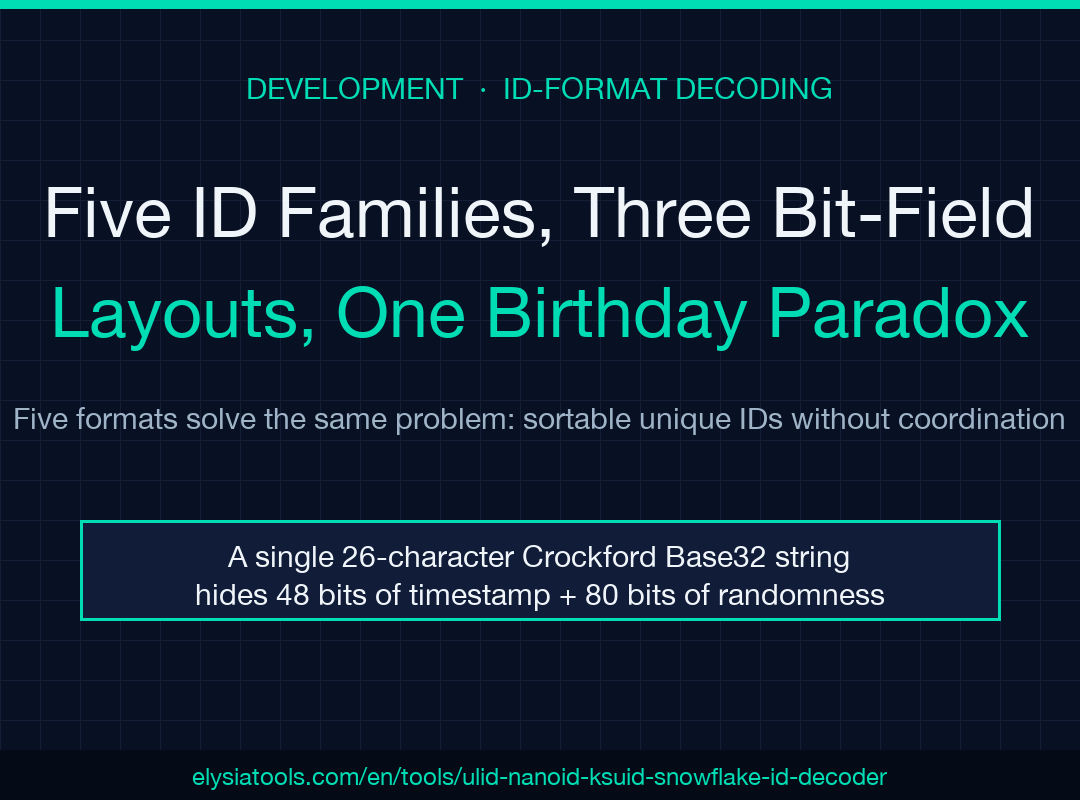 DEVELOPMENT · ID-FORMAT DECODING
Five ID Families, Three Bit-Field
Layouts, One Birthday Paradox
Five formats solve the same problem: sortable unique IDs without coordination
A single 26-character Crockford Base32 string
hides 48 bits of timestamp + 80 bits of randomness
elysiatools.com/en/tools/ulid-nanoid-ksuid-snowflake-id-decoder